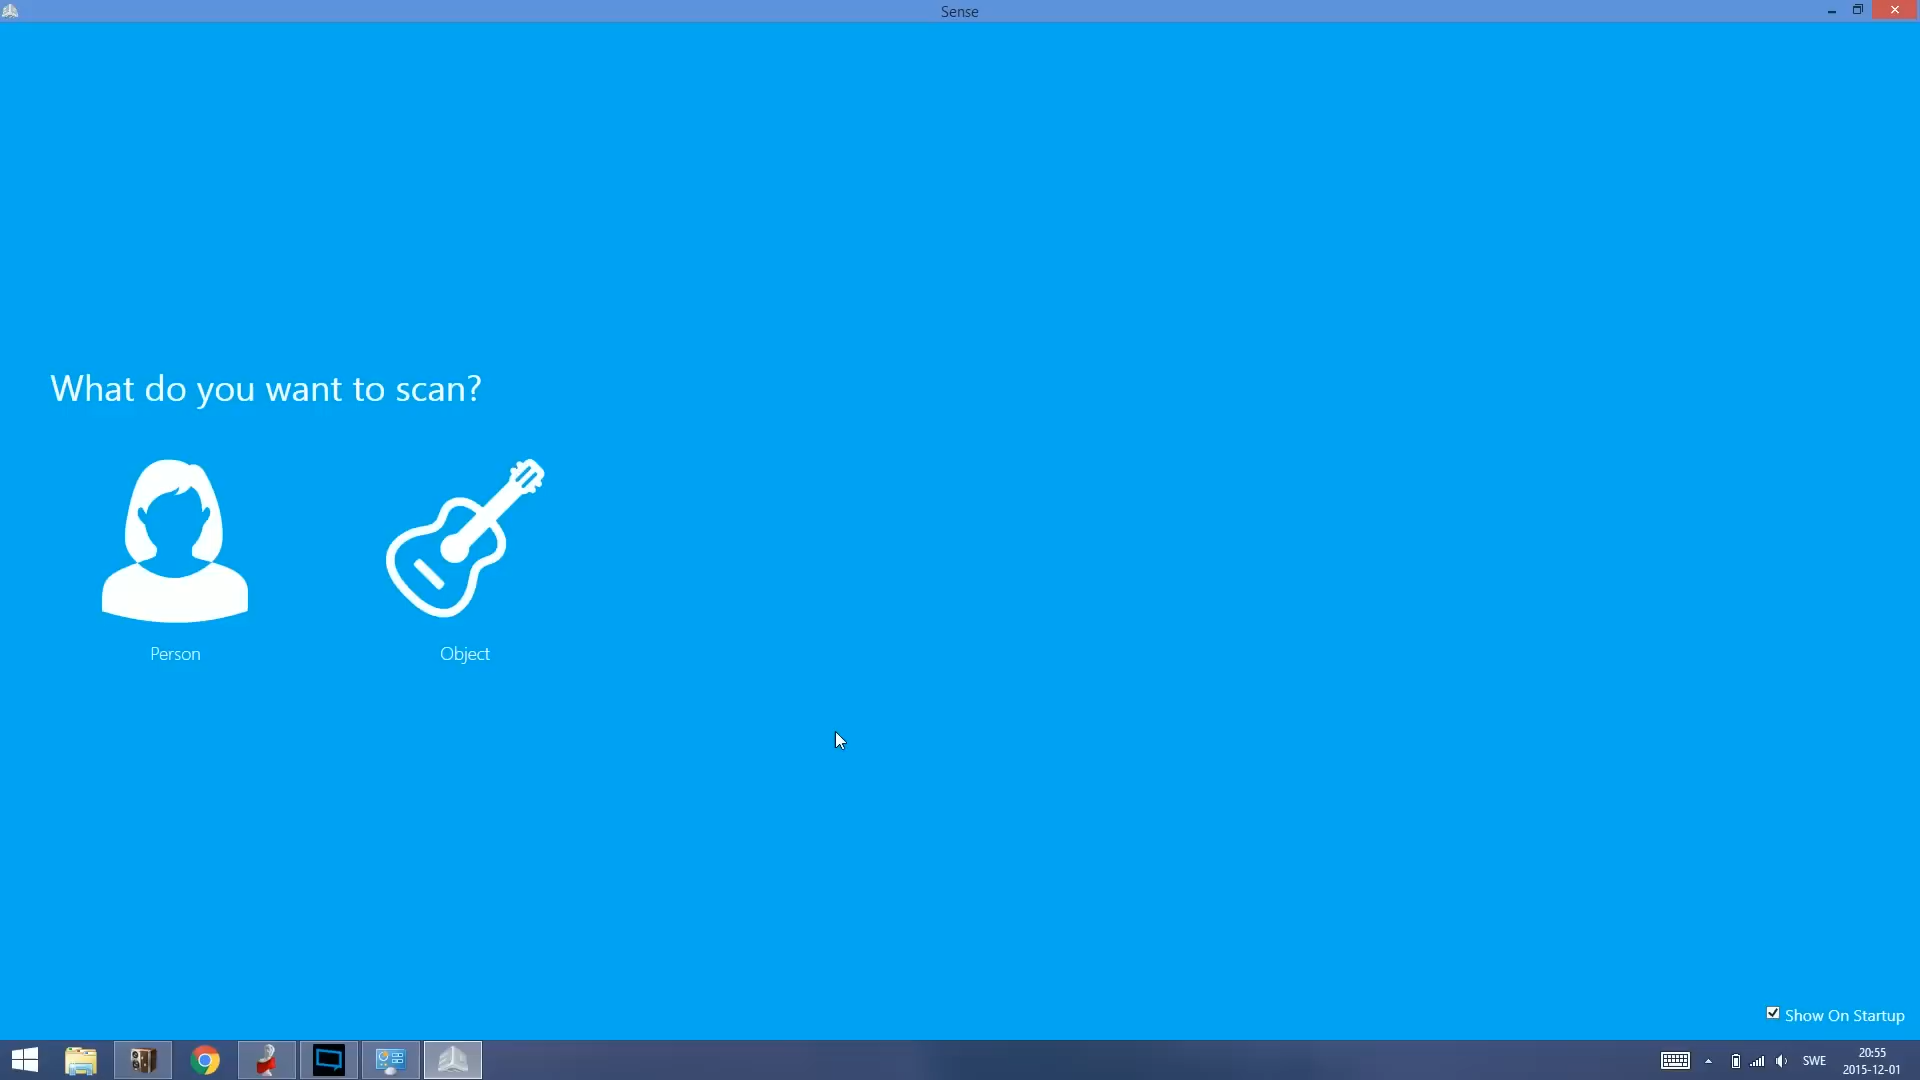 Sense
What do you want to scan?
Person
Object
Show On Startup
SWE
20:55
2015-12-01